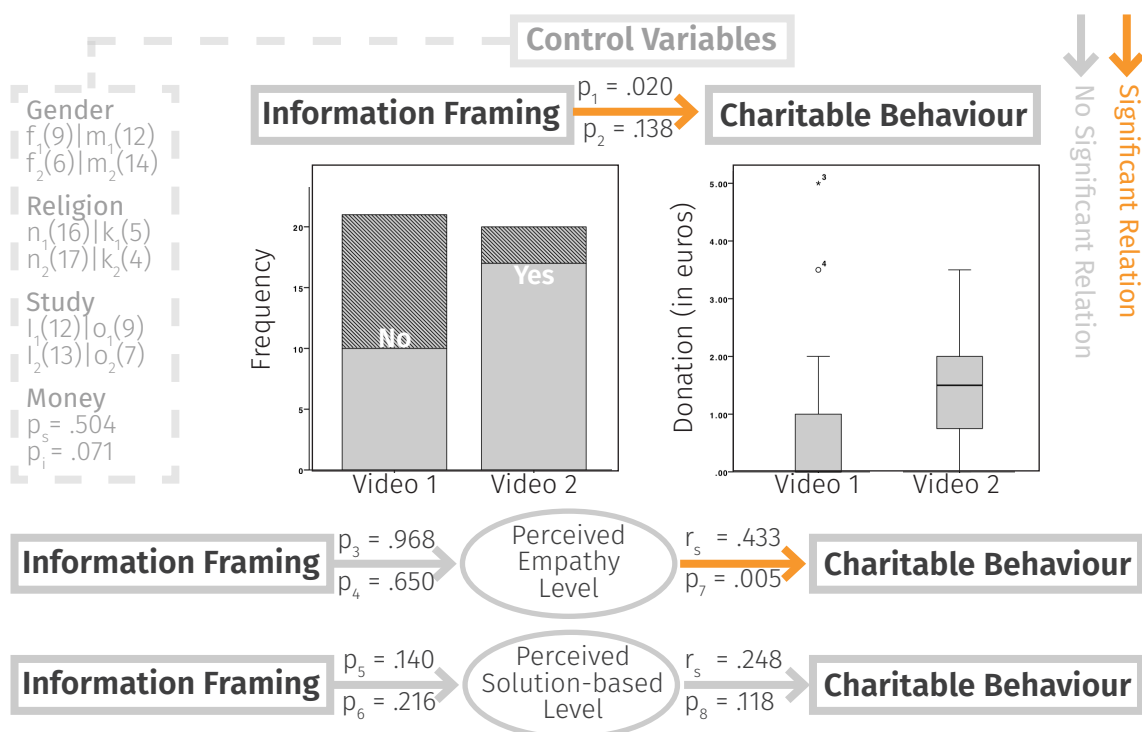 Control Variables
Gender
f₁(9)|m₁(12)
f₂(6)|m₂(14)
Religion
n₁(16)|k₁(5)
n₂(17)|k₂(4)
Study
l₁(12)|o₁(9)
l₂(13)|o₂(7)
Money
pₛ= .504
pᵢ= .071
Information Framing
p₁ = .020
p₂ = .138
Charitable Behaviour
No Significant Relation
Significant Relation
Frequency
20
15
10
5
0
No
Yes
Video 1
Video 2
Donation (in euros)
5.00
4.00
3.00
2.00
1.00
.00
3
4
Video 1
Video 2
Information Framing
p₃ = .968
p₄ = .650
Perceived
Empathy
Level
rₛ = .433
p₇ = .005
Charitable Behaviour
Information Framing
p₅ = .140
p₆ = .216
Perceived
Solution-based
Level
rₛ = .248
p₈ = .118
Charitable Behaviour